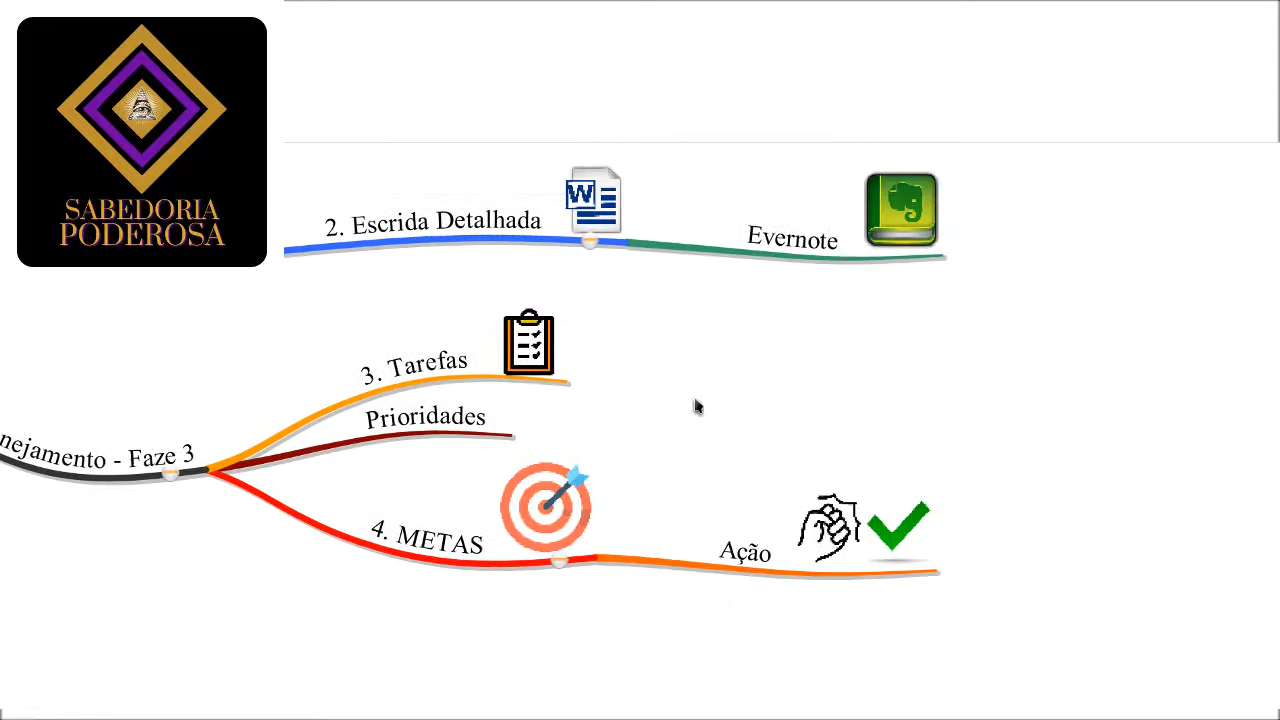 SABEDORIA
PODEROSA
2. Escrida Detalhada
W
Evernote
3. Tarefas
Prioridades
nejamento - Faze 3
4. METAS
Ação